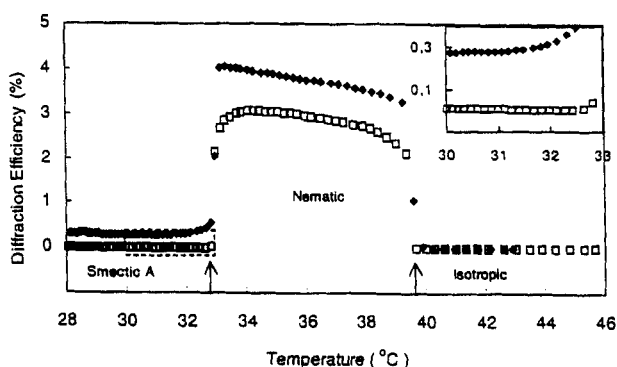 Diffraction Efficiency (%)
5
4
3
2
1
0
0,3
0,1
30 31 32 33
Nematic
Smectic A
Isotropic
28 30 32 34 36 38 40 42 44 46
Temperature ( °C)